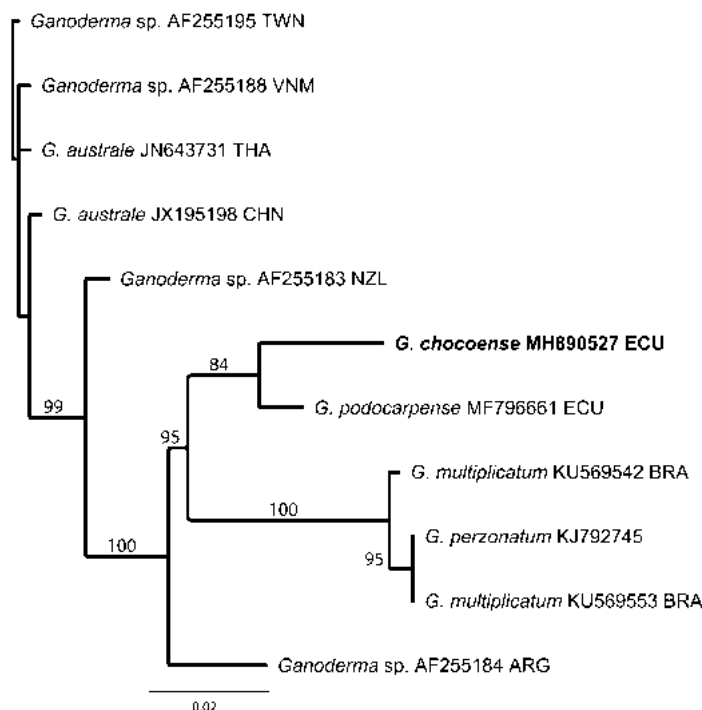 Ganoderma sp. AF255195 TWN
Ganoderma sp. AF255188 VNM
G. australe JN643731 THA
G. australe JX195198 CHN
Ganoderma sp. AF255183 NZL
G. chocoense MH890527 ECU
84
G. podocarpense MF796661 ECU
99
95
G. multiplicatum KU569542 BRA
100
G. perzonatum KJ792745
100
95
G. multiplicatum KU569553 BRA
Ganoderma sp. AF255184 ARG
0.02